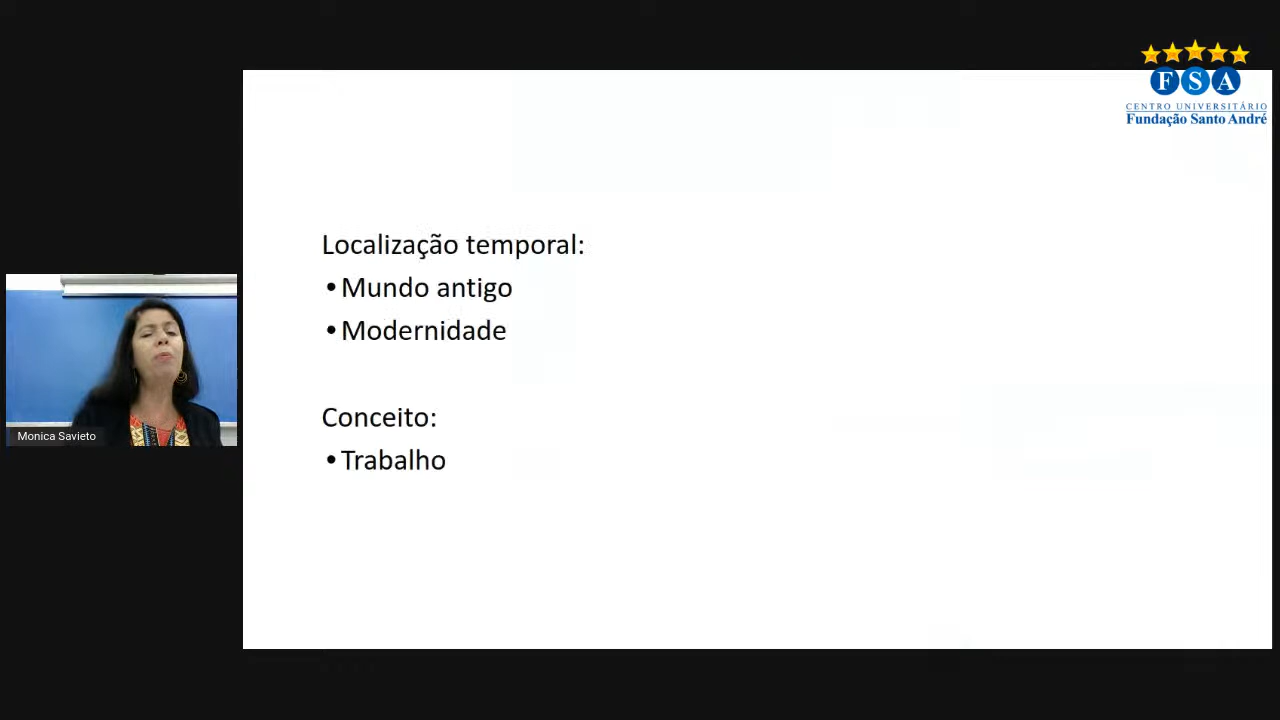 FSA
CENTRO UNIVERSITÁRIO
Fundação Santo André
Localização temporal:
•Mundo antigo
•Modernidade
Conceito:
•Trabalho
Monica Savieto